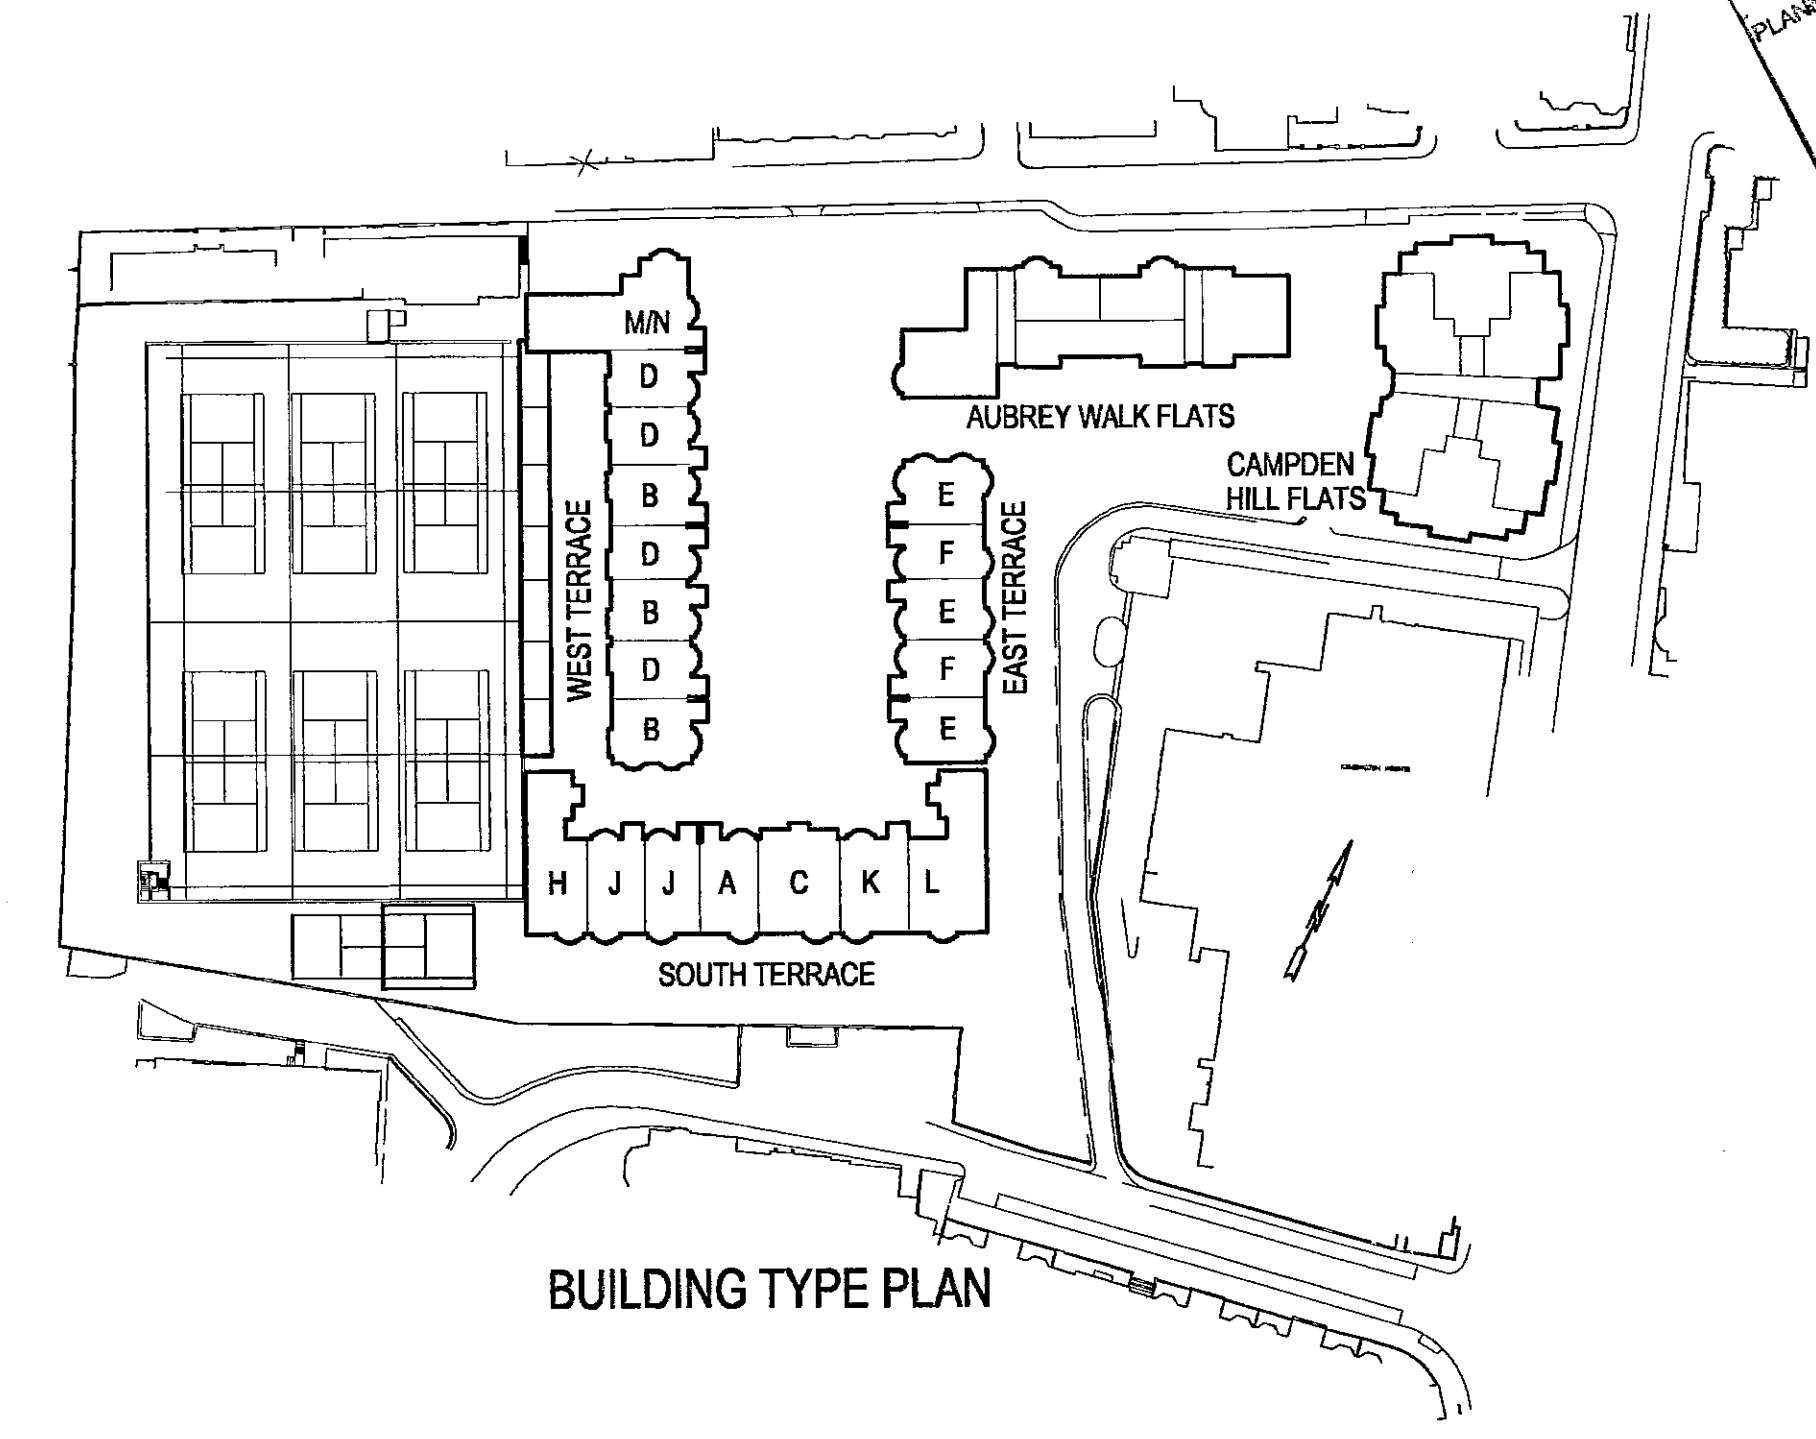 M/N
D
D
B
D
B
D
B
WEST TERRACE
AUBREY WALK FLATS
CAMPDEN
HILL FLATS
E
F
E
F
E
EAST TERRACE
H J J A C K L
SOUTH TERRACE
N
BUILDING TYPE PLAN